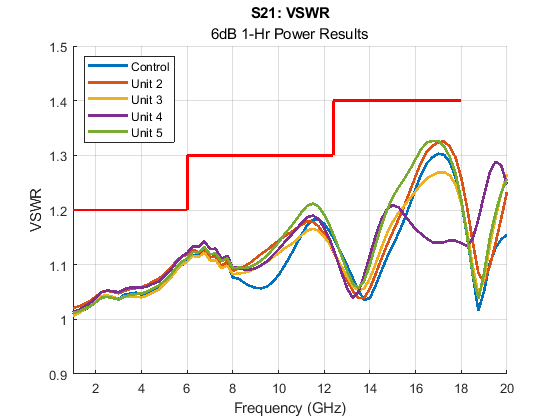 S21: VSWR
6dB 1-Hr Power Results
1.5
1.4
1.3
1.2
1.1
1
0.9
VSWR
Control
Unit 2
Unit 3
Unit 4
Unit 5
2 4 6 8 10 12 14 16 18 20
Frequency (GHz)